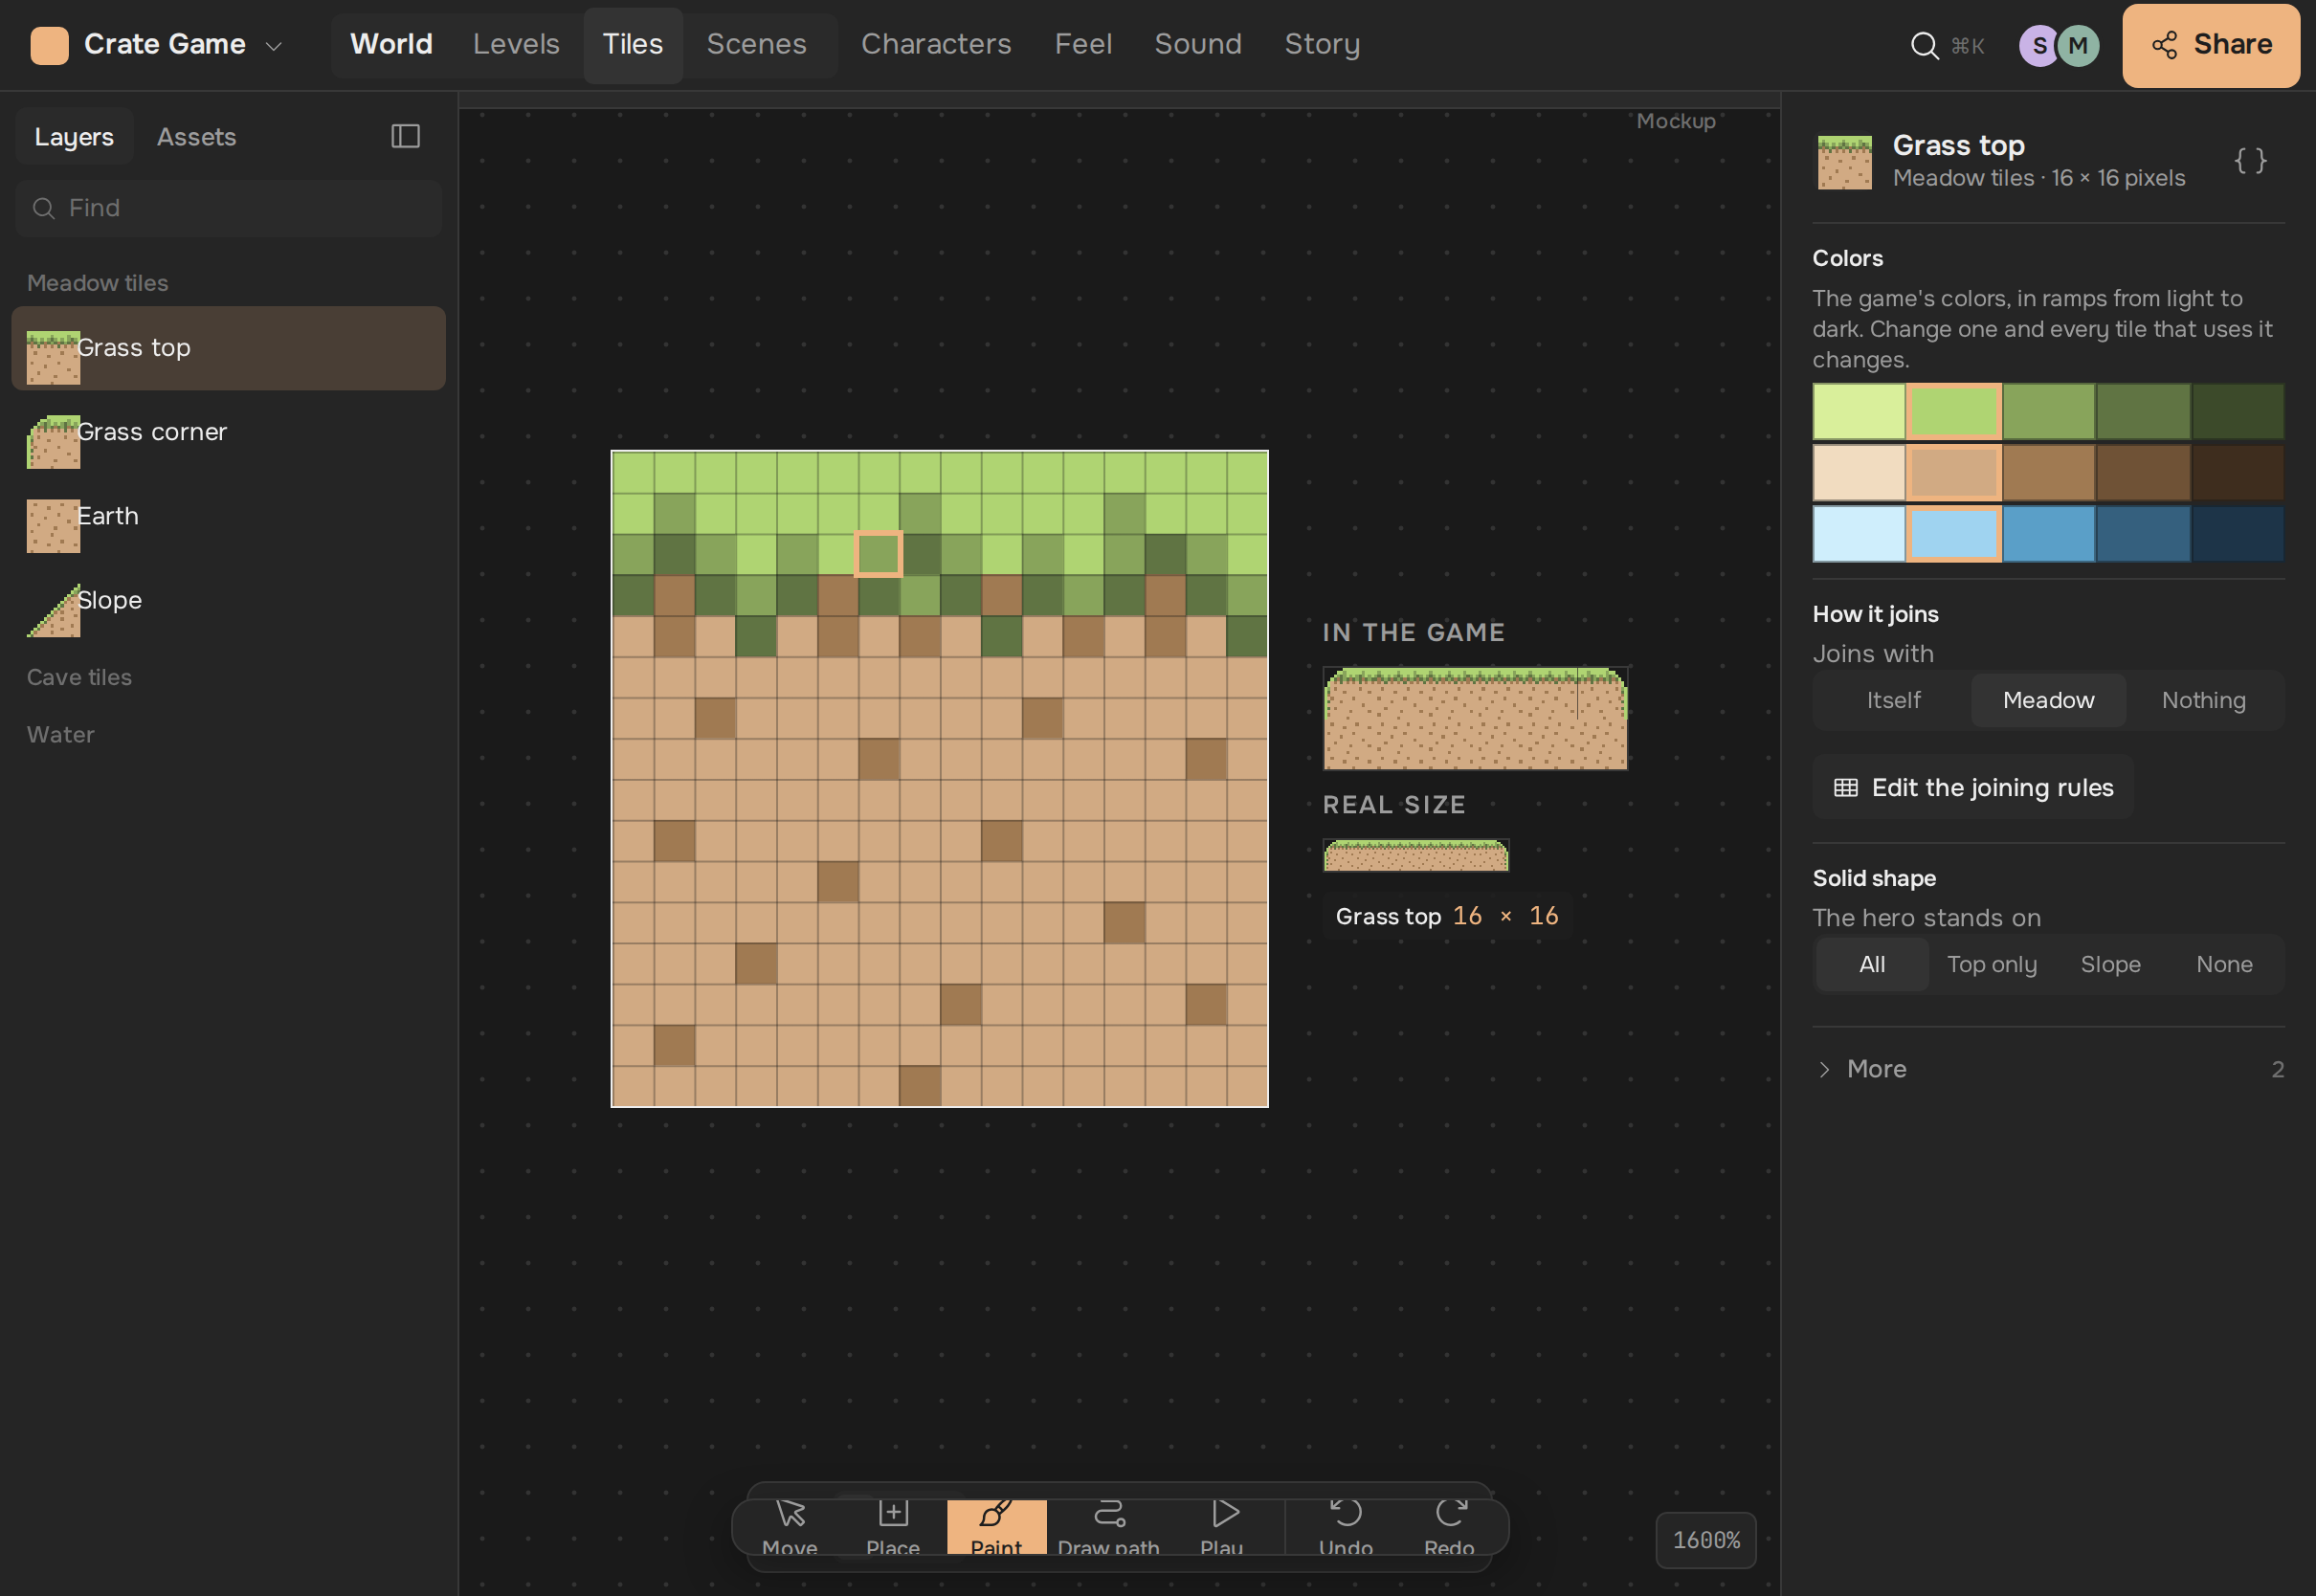 Crate Game
World Levels Tiles Scenes Characters Feel Sound Story
⌘K S M Share
Layers Assets
Find
Meadow tiles
Grass top
Grass corner
Earth
Slope
Cave tiles
Water
Mockup
IN THE GAME
REAL SIZE
Grass top 16 × 16
Move Place Paint Draw path Play Undo Redo
1600%
Grass top
Meadow tiles · 16 × 16 pixels
{ }
Colors
The game's colors, in ramps from light to
dark. Change one and every tile that uses it
changes.
How it joins
Joins with
Itself Meadow Nothing
Edit the joining rules
Solid shape
The hero stands on
All Top only Slope None
More 2